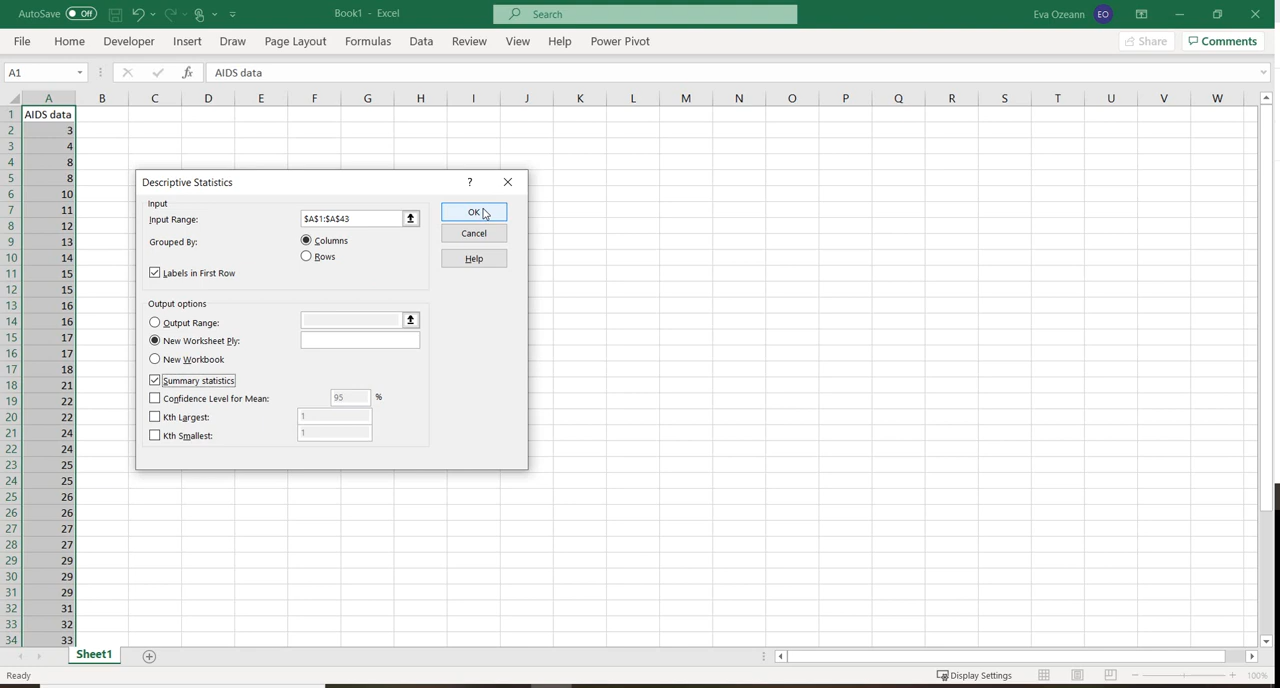 AutoSave Off Book1 - Excel Search Eva Ozeann EO
File Home Developer Insert Draw Page Layout Formulas Data Review View Help Power Pivot Share Comments
A1 fx AIDS data
A B C D E F G H I J K L M N O P Q R S T U V W
1 AIDS data
2 3
3 4
4 8
5 8
6 10
7 11
8 12
9 13
10 14
11 15
12 15
13 16
14 16
15 17
16 17
17 18
18 21
19 22
20 22
21 24
22 24
23 25
24 25
25 26
26 26
27 27
28 27
29 29
30 29
31 29
32 31
33 32
34 33
Descriptive Statistics ?
Input
Input Range: $A$1:$A$43
Grouped By: Columns
Rows
Labels in First Row
OK
Cancel
Help
Output options
Output Range:
New Worksheet Ply:
New Workbook
Summary statistics
Confidence Level for Mean: 95 %
Kth Largest: 1
Kth Smallest: 1
Sheet1
Ready Display Settings 100%